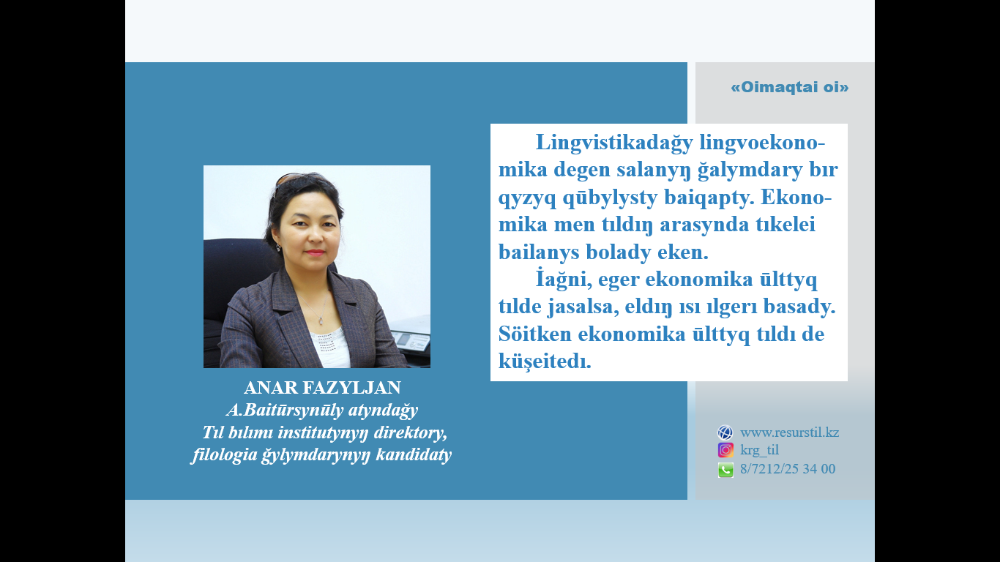 «Oimaqtai oi»
Lingvistikadağy lingvoekono-
mika degen salanyŋ ğalymdary bır
qyzyq qūbylysty baiqapty. Ekono-
mika men tıldıŋ arasynda tıkelei
bailanys bolady eken.
İağni, eger ekonomika ūlttyq
tılde jasalsa, eldıŋ ısı ılgerı basady.
Söitken ekonomika ūlttyq tıldı de
küşeitedı.
ANAR FAZYLJAN
A.Baitūrsynūly atyndağy
Tıl bılımı institutynyŋ direktory,
filologia ğylymdarynyŋ kandidaty
www.resurstil.kz
krg_til
8/7212/25 34 00